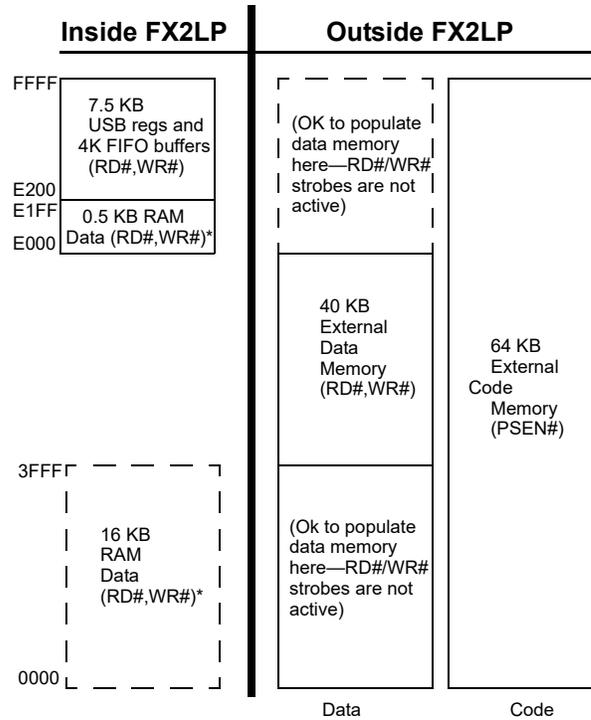 Inside FX2LP
Outside FX2LP
FFFF
7.5 KB
USB regs and
4K FIFO buffers
(RD#,WR#)
E200
E1FF
0.5 KB RAM
Data (RD#,WR#)*
E000
(OK to populate
data memory
here—RD#/WR#
strobes are not
active)
40 KB
External
Data
Memory
(RD#,WR#)
64 KB
External
Code
Memory
(PSEN#)
3FFF
16 KB
RAM
Data
(RD#,WR#)*
(Ok to populate
data memory
here—RD#/WR#
strobes are not
active)
0000
Data
Code